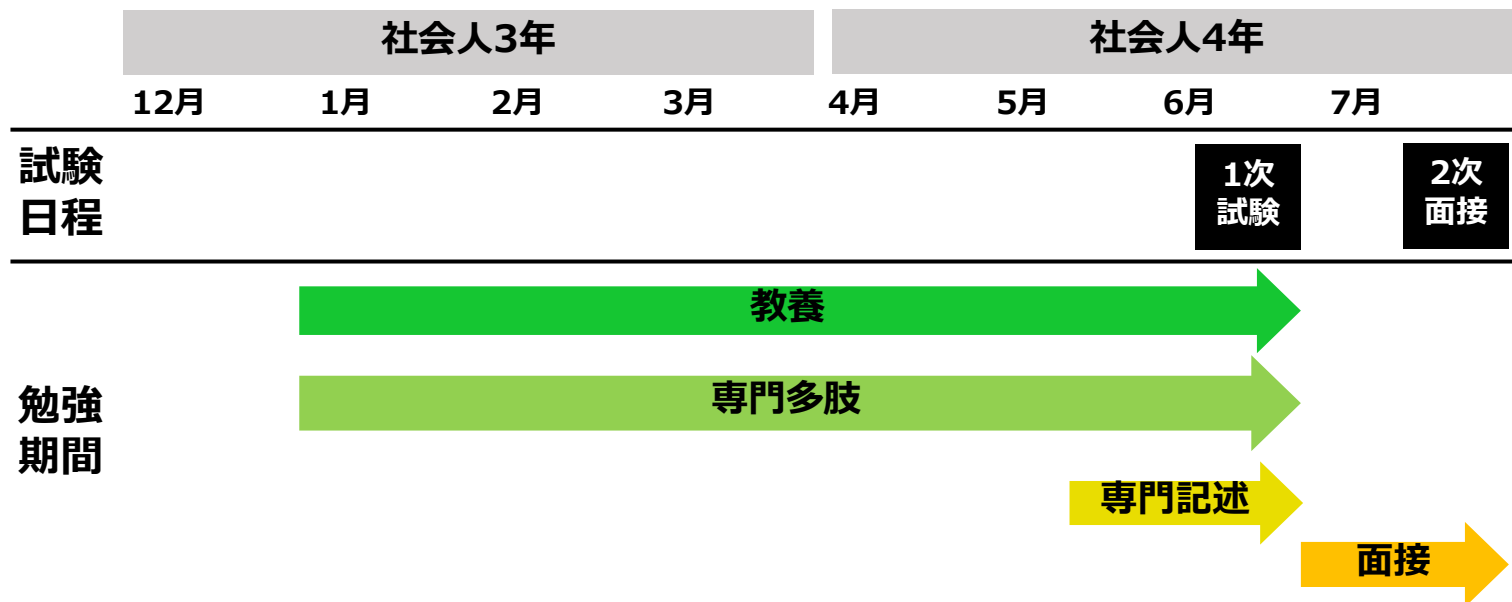 社会人3年
社会人4年
12月 1月 2月 3月 4月 5月 6月 7月
試験
日程
1次
試験
2次
面接
勉強
期間
教養
専門多肢
専門記述
面接